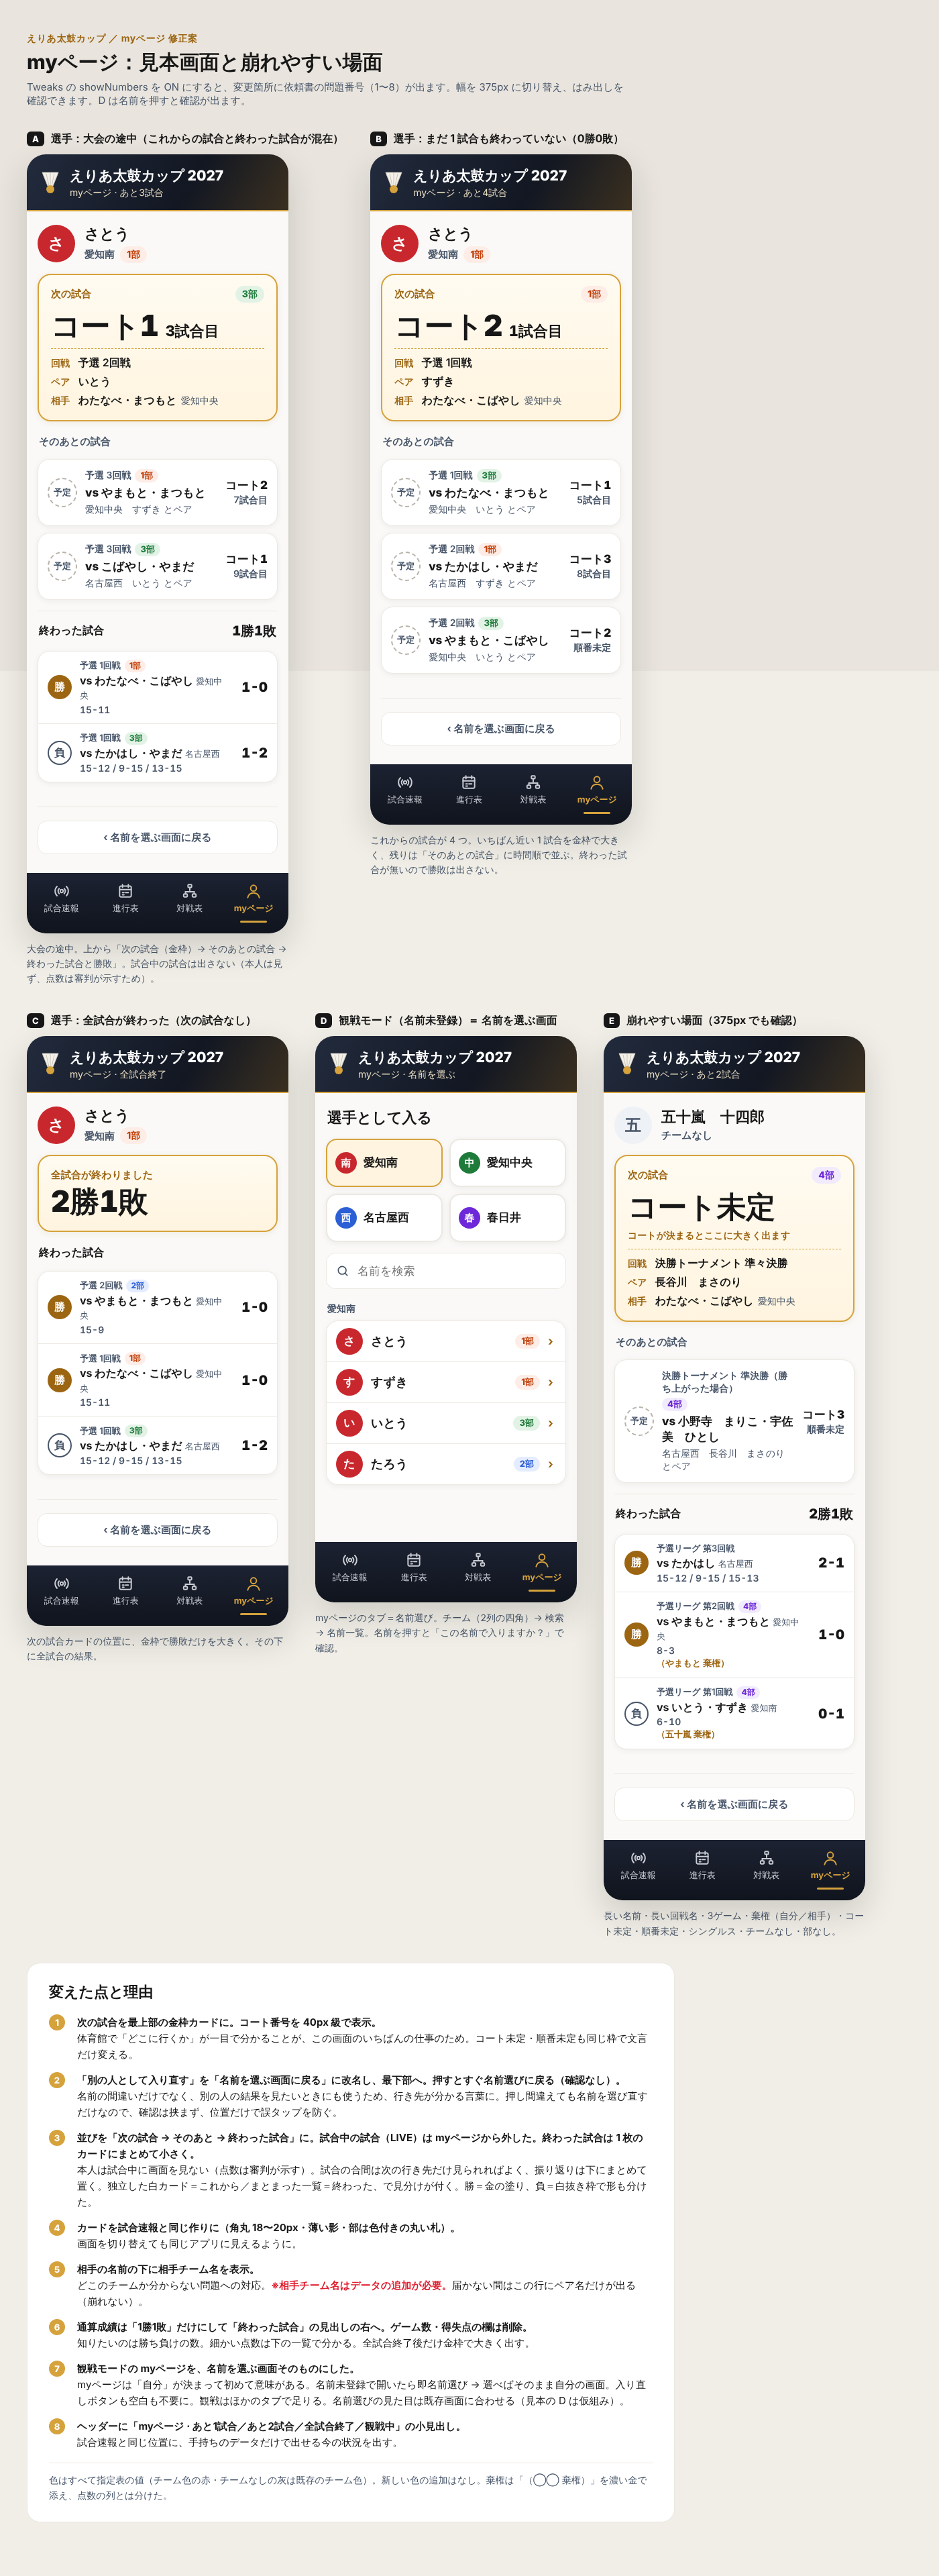 えりあ太鼓カップ ／ myページ 修正案
myページ：見本画面と崩れやすい場面
Tweaks の showNumbers を ON にすると、変更箇所に依頼書の問題番号（1〜8）が出ます。幅を 375px に切り替え、はみ出しを
確認できます。D は名前を押すと確認が出ます。
A 選手：大会の途中（これからの試合と終わった試合が混在）
えりあ太鼓カップ 2027
myページ · あと3試合
さ さとう
愛知南 1部
次の試合 3部
コート1 3試合目
回戦 予選 2回戦
ペア いとう
相手 わたなべ・まつもと 愛知中央
そのあとの試合
予選 3回戦 1部
予定 vs やまもと・まつもと コート2
愛知中央 すずき とペア 7試合目
予選 3回戦 3部
予定 vs こばやし・やまだ コート1
名古屋西 いとう とペア 9試合目
終わった試合 1勝1敗
予選 1回戦 1部
勝 vs わたなべ・こばやし 愛知中 1-0
央
15-11
予選 1回戦 3部
負 vs たかはし・やまだ 名古屋西 1-2
15-12 / 9-15 / 13-15
‹ 名前を選ぶ画面に戻る
試合速報 進行表 対戦表 myページ
大会の途中。上から「次の試合（金枠）→ そのあとの試合 →
終わった試合と勝敗」。試合中の試合は出さない（本人は見
ず、点数は審判が示すため）。
B 選手：まだ 1 試合も終わっていない（0勝0敗）
えりあ太鼓カップ 2027
myページ · あと4試合
さ さとう
愛知南 1部
次の試合 1部
コート2 1試合目
回戦 予選 1回戦
ペア すずき
相手 わたなべ・こばやし 愛知中央
そのあとの試合
予選 1回戦 3部
予定 vs わたなべ・まつもと コート1
愛知中央 いとう とペア 5試合目
予選 2回戦 1部
予定 vs たかはし・やまだ コート3
名古屋西 すずき とペア 8試合目
予選 2回戦 3部
予定 vs やまもと・こばやし コート2
愛知中央 いとう とペア 順番未定
‹ 名前を選ぶ画面に戻る
試合速報 進行表 対戦表 myページ
これからの試合が 4 つ。いちばん近い 1 試合を金枠で大き
く、残りは「そのあとの試合」に時間順で並ぶ。終わった試
合が無いので勝敗は出さない。
C 選手：全試合が終わった（次の試合なし）
えりあ太鼓カップ 2027
myページ · 全試合終了
さ さとう
愛知南 1部
全試合が終わりました
2勝1敗
終わった試合
予選 2回戦 2部
勝 vs やまもと・まつもと 愛知中 1-0
央
15-9
予選 1回戦 1部
勝 vs わたなべ・こばやし 愛知中 1-0
央
15-11
予選 1回戦 3部
負 vs たかはし・やまだ 名古屋西 1-2
15-12 / 9-15 / 13-15
‹ 名前を選ぶ画面に戻る
試合速報 進行表 対戦表 myページ
次の試合カードの位置に、金枠で勝敗だけを大きく。その下
に全試合の結果。
D 観戦モード（名前未登録）＝ 名前を選ぶ画面
えりあ太鼓カップ 2027
myページ · 名前を選ぶ
選手として入る
南 愛知南 中 愛知中央
西 名古屋西 春 春日井
名前を検索
愛知南
さ さとう 1部 ›
す すずき 1部 ›
い いとう 3部 ›
た たろう 2部 ›
試合速報 進行表 対戦表 myページ
myページのタブ＝名前選び。チーム（2列の四角）→ 検索
→ 名前一覧。名前を押すと「この名前で入りますか？」で
確認。
E 崩れやすい場面（375px でも確認）
えりあ太鼓カップ 2027
myページ · あと2試合
五 五十嵐　十四郎
チームなし
次の試合 4部
コート未定
コートが決まるとここに大きく出ます
回戦 決勝トーナメント 準々決勝
ペア 長谷川　まさのり
相手 わたなべ・こばやし 愛知中央
そのあとの試合
決勝トーナメント 準決勝（勝
ち上がった場合）
4部
予定 vs 小野寺　まりこ・宇佐 コート3
美　ひとし 順番未定
名古屋西 長谷川　まさのり
とペア
終わった試合 2勝1敗
予選リーグ 第3回戦
勝 vs たかはし 名古屋西 2-1
15-12 / 9-15 / 15-13
予選リーグ 第2回戦 4部
勝 vs やまもと・まつもと 愛知中 1-0
央
8-3
（やまもと 棄権）
予選リーグ 第1回戦 4部
負 vs いとう・すずき 愛知南 0-1
6-10
（五十嵐 棄権）
‹ 名前を選ぶ画面に戻る
試合速報 進行表 対戦表 myページ
長い名前・長い回戦名・3ゲーム・棄権（自分／相手）・コー
ト未定・順番未定・シングルス・チームなし・部なし。
変えた点と理由
1 次の試合を最上部の金枠カードに。コート番号を 40px 級で表示。
体育館で「どこに行くか」が一目で分かることが、この画面のいちばんの仕事のため。コート未定・順番未定も同じ枠で文言
だけ変える。
2 「別の人として入り直す」を「名前を選ぶ画面に戻る」に改名し、最下部へ。押すとすぐ名前選びに戻る（確認なし）。
名前の間違いだけでなく、別の人の結果を見たいときにも使うため、行き先が分かる言葉に。押し間違えても名前を選び直す
だけなので、確認は挟まず、位置だけで誤タップを防ぐ。
3 並びを「次の試合 → そのあと → 終わった試合」に。試合中の試合（LIVE）は myページから外した。終わった試合は 1 枚の
カードにまとめて小さく。
本人は試合中に画面を見ない（点数は審判が示す）。試合の合間は次の行き先だけ見られればよく、振り返りは下にまとめて
置く。独立した白カード＝これから／まとまった一覧＝終わった、で見分けが付く。勝＝金の塗り、負＝白抜き枠で形も分け
た。
4 カードを試合速報と同じ作りに（角丸 18〜20px・薄い影・部は色付きの丸い札）。
画面を切り替えても同じアプリに見えるように。
5 相手の名前の下に相手チーム名を表示。
どこのチームか分からない問題への対応。※相手チーム名はデータの追加が必要。届かない間はこの行にペア名だけが出る
（崩れない）。
6 通算成績は「1勝1敗」だけにして「終わった試合」の見出しの右へ。ゲーム数・得失点の欄は削除。
知りたいのは勝ち負けの数。細かい点数は下の一覧で分かる。全試合終了後だけ金枠で大きく出す。
7 観戦モードの myページを、名前を選ぶ画面そのものにした。
myページは「自分」が決まって初めて意味がある。名前未登録で開いたら即名前選び → 選べばそのまま自分の画面。入り直
しボタンも空白も不要に。観戦はほかのタブで足りる。名前選びの見た目は既存画面に合わせる（見本の D は仮組み）。
8 ヘッダーに「myページ · あと1試合／あと2試合／全試合終了／観戦中」の小見出し。
試合速報と同じ位置に、手持ちのデータだけで出せる今の状況を出す。
色はすべて指定表の値（チーム色の赤・チームなしの灰は既存のチーム色）。新しい色の追加はなし。棄権は「（◯◯ 棄権）」を濃い金で
添え、点数の列とは分けた。